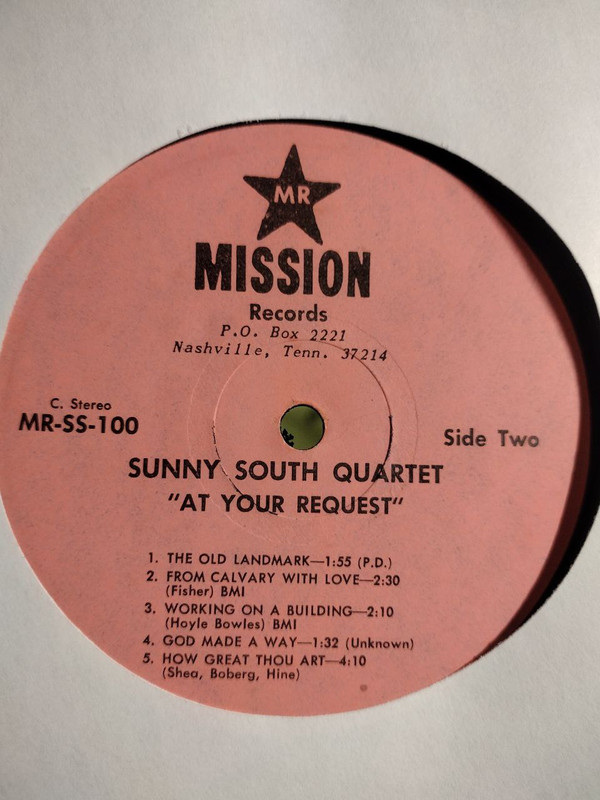 MR
MISSION
Records
P.O. Box 2221
Nashville, Tenn. 37214
C. Stereo
MR-SS-100
Side Two
SUNNY SOUTH QUARTET
"AT YOUR REQUEST"
1. THE OLD LANDMARK—1:55 (P.D.)
2. FROM CALVARY WITH LOVE—2:30
(Fisher) BMI
3. WORKING ON A BUILDING—2:10
(Hoyle Bowles) BMI
4. GOD MADE A WAY—1:32 (Unknown)
5. HOW GREAT THOU ART—4:10
(Shea, Boberg, Hine)